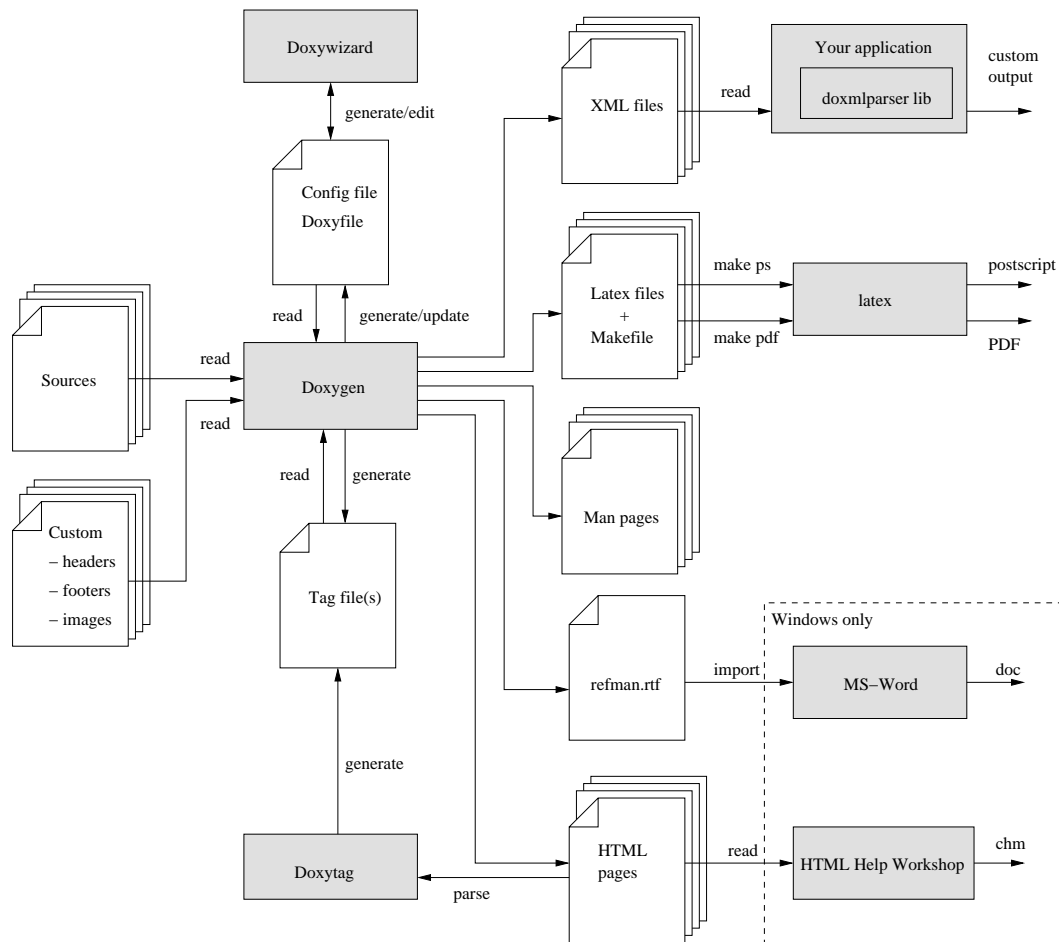 Doxywizard
generate/edit
Config file
Doxyfile
read
generate/update
Sources
read
Doxygen
read
Custom
– headers
– footers
– images
read
generate
Tag file(s)
generate
Doxytag
parse
XML files
read
Your application
doxmlparser lib
custom
output
Latex files
+
Makefile
make ps
make pdf
latex
postscript
PDF
Man pages
Windows only
refman.rtf
import
MS–Word
doc
HTML
pages
read
HTML Help Workshop
chm